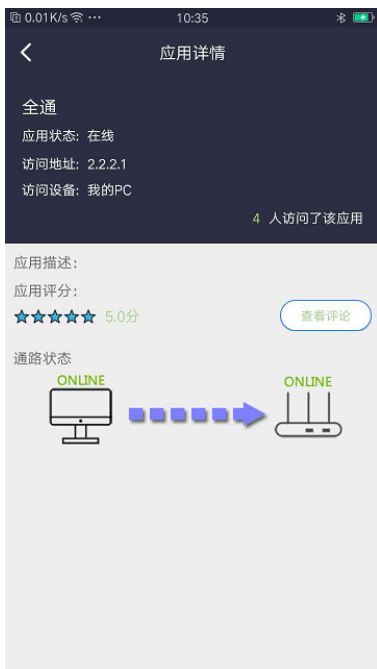 0.01K/s ··· 10:35
应用详情
全通
应用状态: 在线
访问地址: 2.2.2.1
访问设备: 我的PC
4 人访问了该应用
应用描述:
应用评分:
5.0分 查看评论
通路状态
ONLINE ONLINE